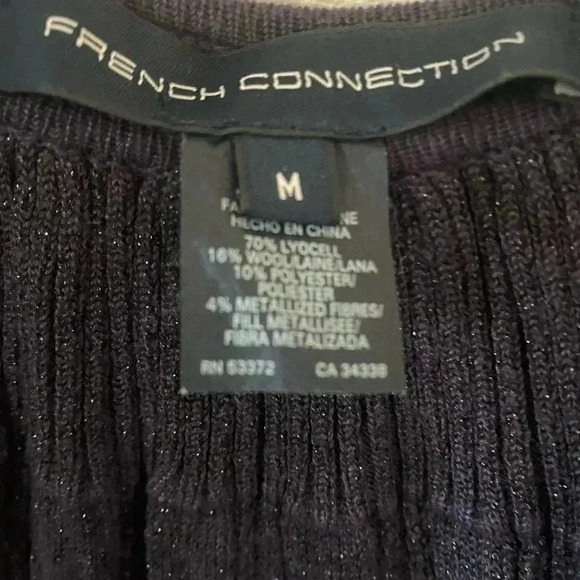 FRENCH CONNECTION
M
HECHO EN CHINA
70% LYOCELL
16% WOOL/LAINE/LANA
10% POLYESTER/
POLIESTER
4% METALLIZED FIBRES/
FILL METALLISEE/
FIBRA METALIZADA
RN 53372 CA 34338